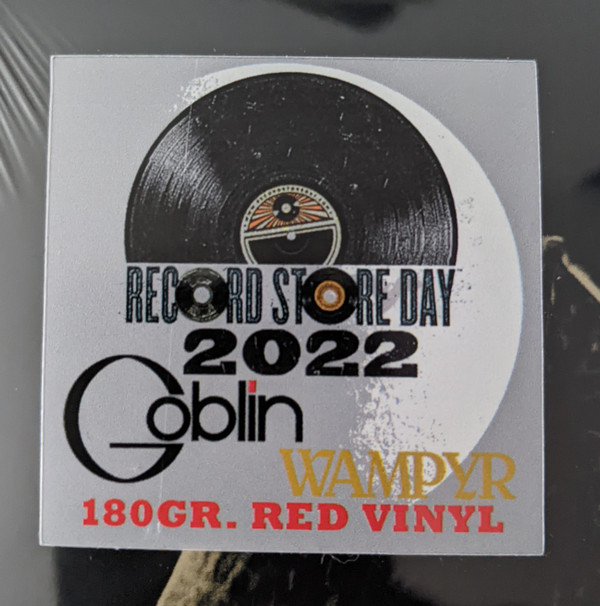 RECORD STORE DAY
2022
Goblin
WAMPYR
180GR. RED VINYL